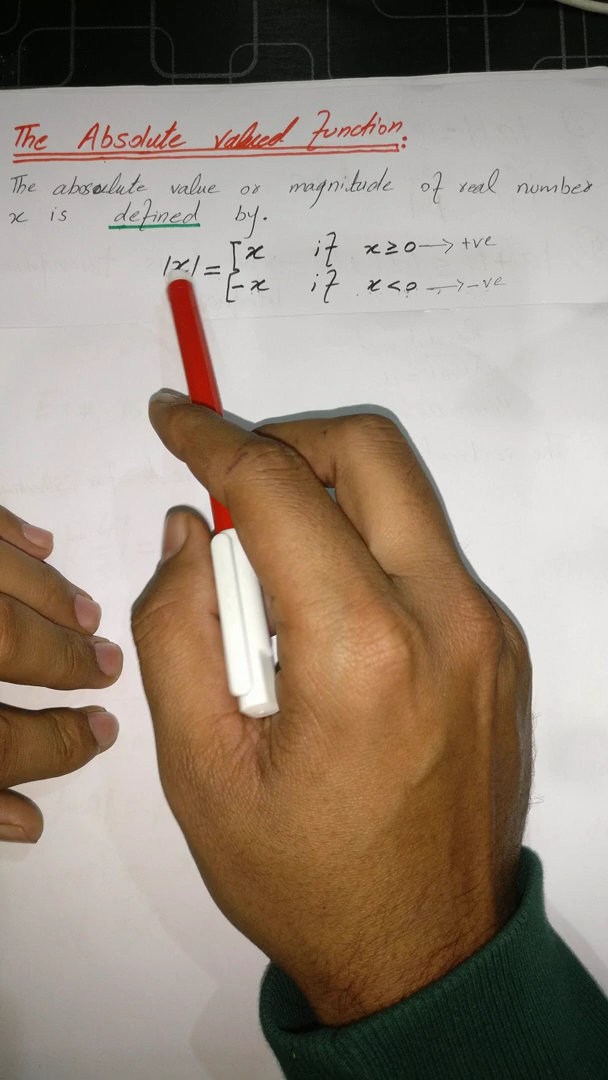 The Absolute valued Function:
The abosolute value or magnitude of real number
x is defined by.
|x| = [ x if x ≥ 0 → +ve
[ -x if x < 0 → -ve